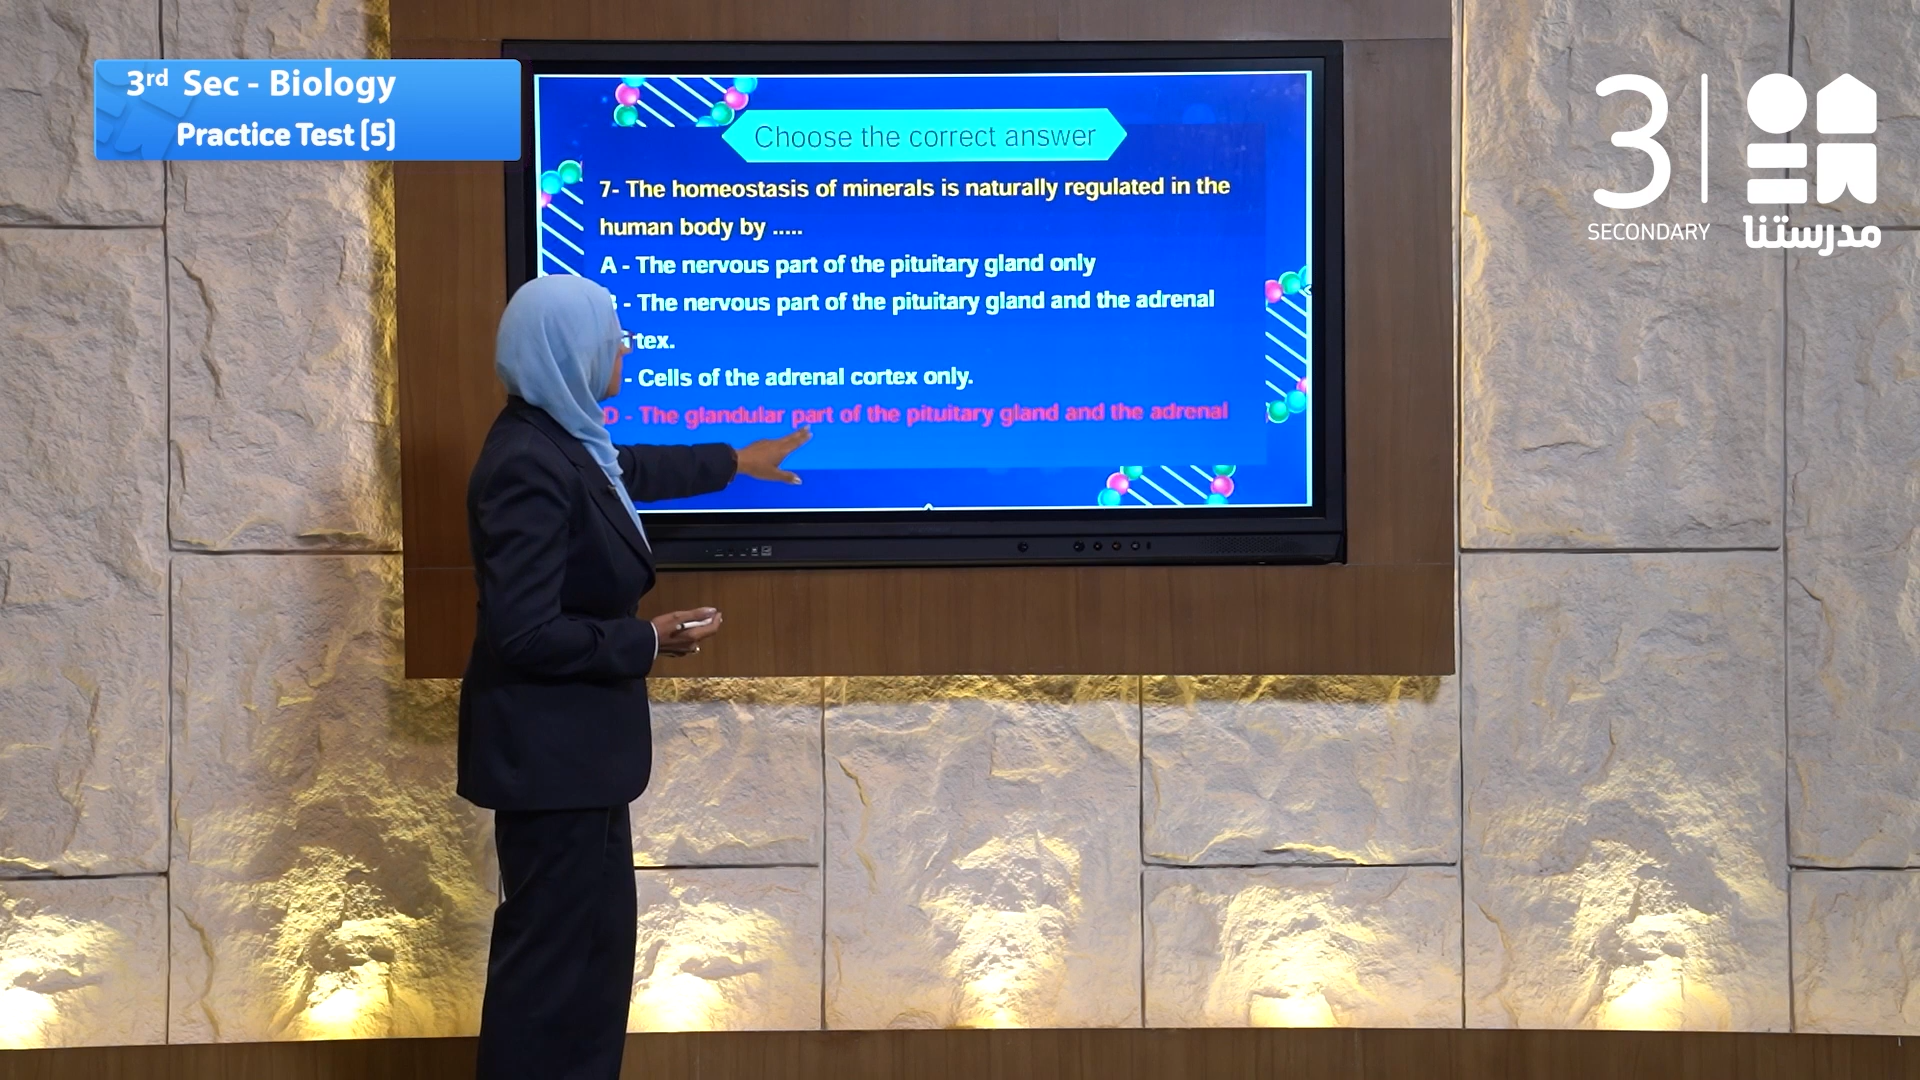 3rd Sec - Biology
Practice Test [5]
3
SECONDARY
مدرستنا
Choose the correct answer
7- The homeostasis of minerals is naturally regulated in the
human body by .....
A - The nervous part of the pituitary gland only
- The nervous part of the pituitary gland and the adrenal
tex.
- Cells of the adrenal cortex only.
D - The glandular part of the pituitary gland and the adrenal